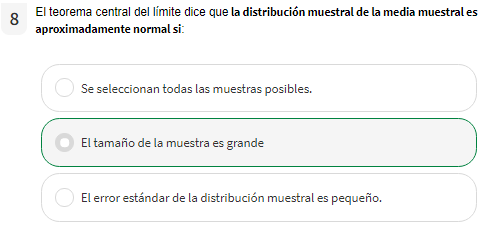 8
El teorema central del límite dice que la distribución muestral de la media muestral es
aproximadamente normal si:
Se seleccionan todas las muestras posibles.
El tamaño de la muestra es grande
El error estándar de la distribución muestral es pequeño.